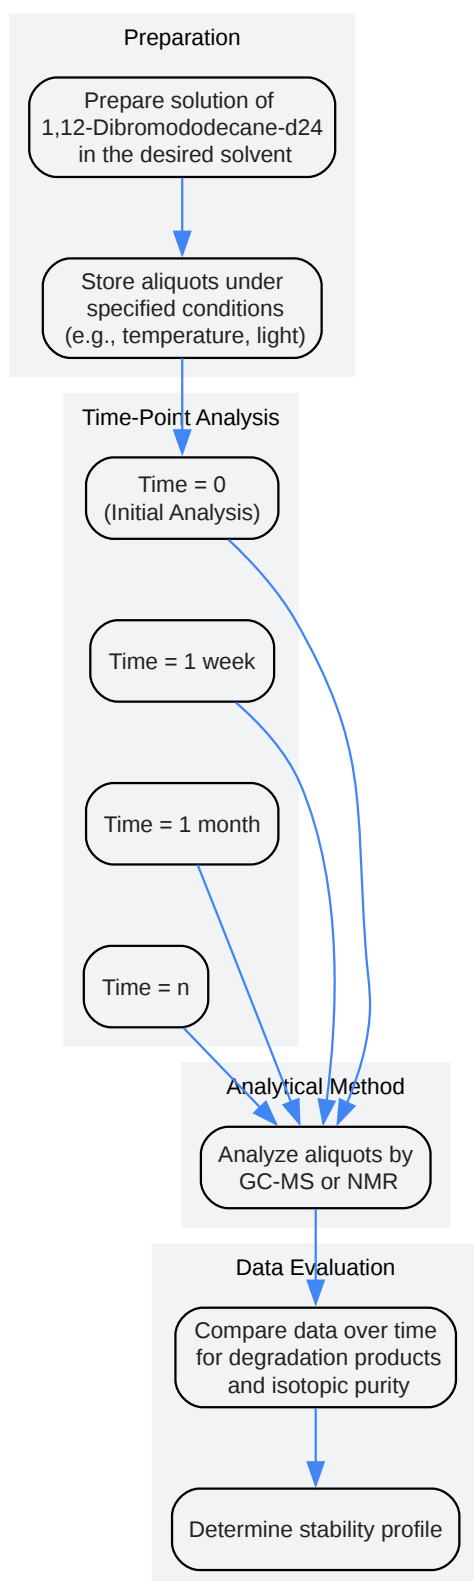 Preparation
Prepare solution of
1,12-Dibromododecane-d24
in the desired solvent
Store aliquots under
specified conditions
(e.g., temperature, light)
Time-Point Analysis
Time = 0
(Initial Analysis)
Time = 1 week
Time = 1 month
Time = n
Analytical Method
Analyze aliquots by
GC-MS or NMR
Data Evaluation
Compare data over time
for degradation products
and isotopic purity
Determine stability profile